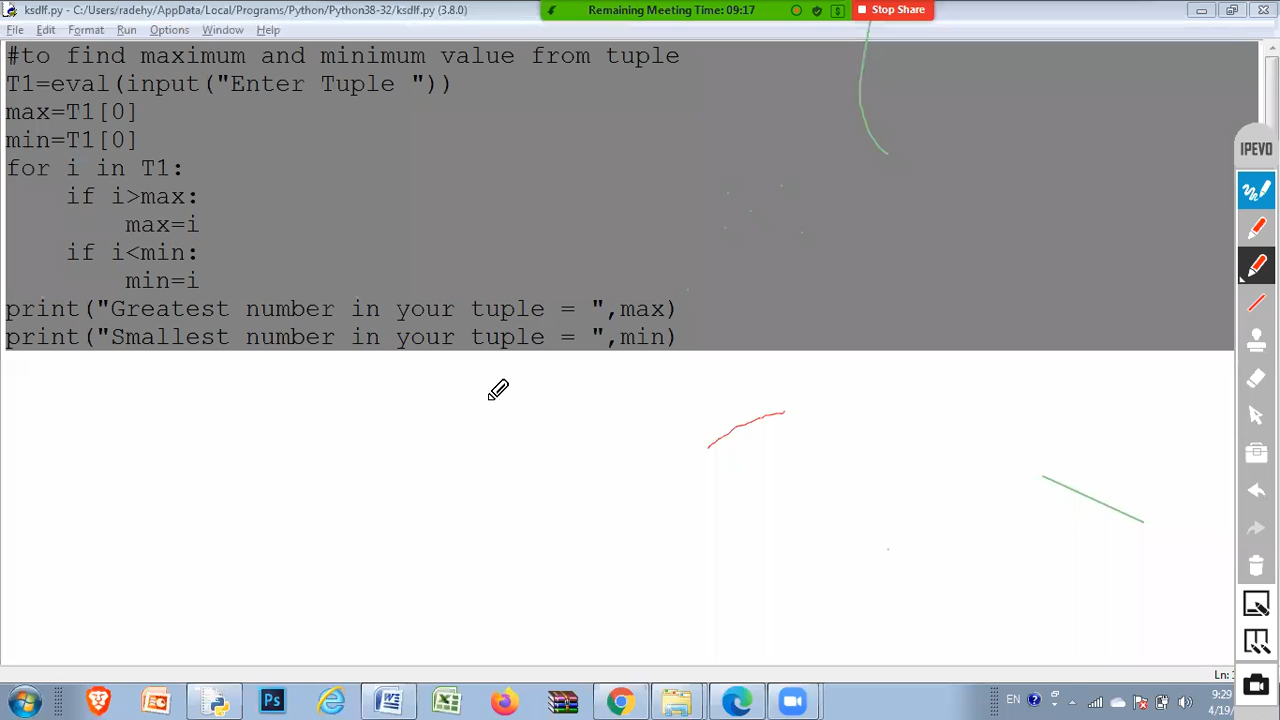 ksdlf.py - C:/Users/radehy/AppData/Local/Programs/Python/Python38-32/ksdlf.py (3.8.0)
Remaining Meeting Time: 09:17
Stop Share
File Edit Format Run Options Window Help
#to find maximum and minimum value from tuple
T1=eval(input("Enter Tuple "))
max=T1[0]
min=T1[0]
for i in T1:
    if i>max:
        max=i
    if i<min:
        min=i
print("Greatest number in your tuple = ",max)
print("Smallest number in your tuple = ",min)
IPEVO
Ln:
EN
9:29
4/19/